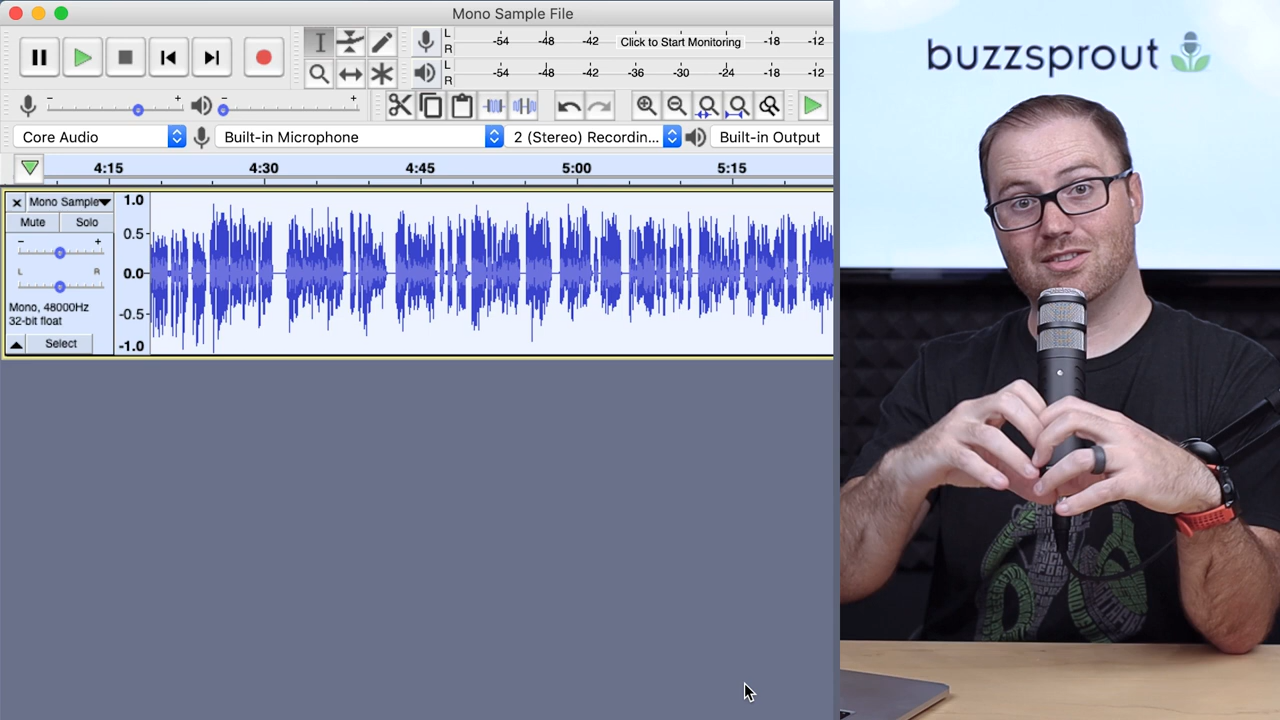 Mono Sample File
L
R
-54 -48 -42 Click to Start Monitoring -18 -12
L
R
-54 -48 -42 -36 -30 -24 -18 -12
- + - +
Core Audio Built-in Microphone 2 (Stereo) Recordin... Built-in Output
4:15 4:30 4:45 5:00 5:15
× Mono Sample
Mute Solo
- +
L R
Mono, 48000Hz
32-bit float
Select
1.0
0.5-
0.0-
-0.5-
-1.0
buzzsprout